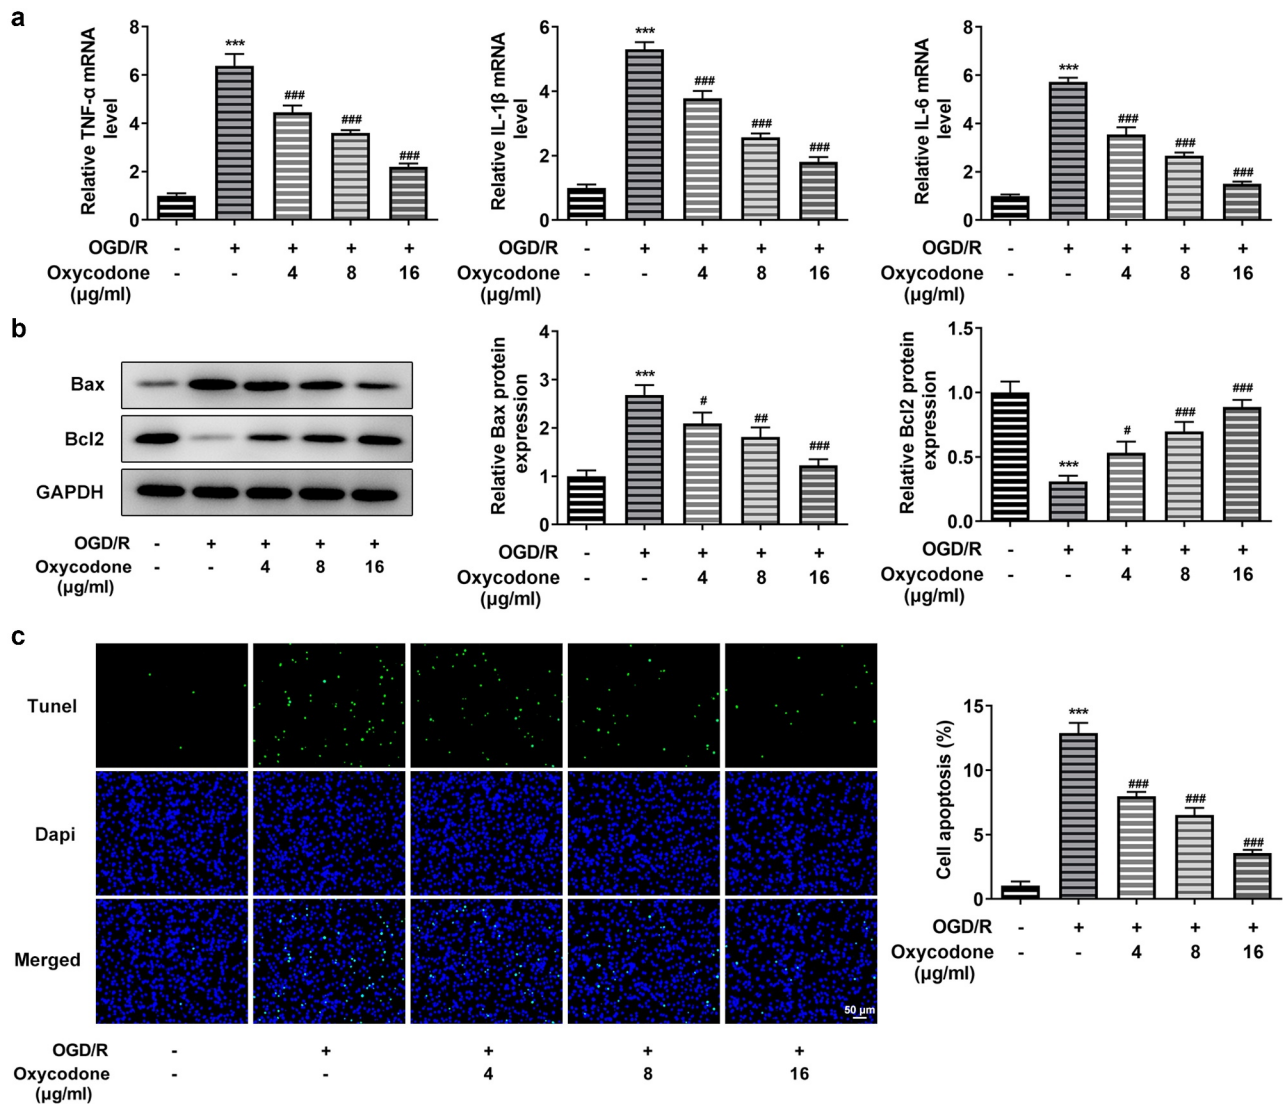 a
Relative TNF-α mRNA
level
8
6
4
2
0
***
###
###
###
OGD/R - + + + +
Oxycodone - - 4 8 16
(µg/ml)
Relative IL-1β mRNA
level
6
4
2
0
***
###
###
###
OGD/R - + + + +
Oxycodone - - 4 8 16
(µg/ml)
Relative IL-6 mRNA
level
8
6
4
2
0
***
###
###
###
OGD/R - + + + +
Oxycodone - - 4 8 16
(µg/ml)
b
Bax
Bcl2
GAPDH
OGD/R - + + + +
Oxycodone - - 4 8 16
(µg/ml)
Relative Bax protein
expression
4
3
2
1
0
***
#
##
###
OGD/R - + + + +
Oxycodone - - 4 8 16
(µg/ml)
Relative Bcl2 protein
expression
1.5
1.0
0.5
0.0
***
#
###
###
OGD/R - + + + +
Oxycodone - - 4 8 16
(µg/ml)
c
Tunel
Dapi
Merged
50 µm
OGD/R - + + + +
Oxycodone - - 4 8 16
(µg/ml)
Cell apoptosis (%)
15
10
5
0
***
###
###
###
OGD/R - + + + +
Oxycodone - - 4 8 16
(µg/ml)